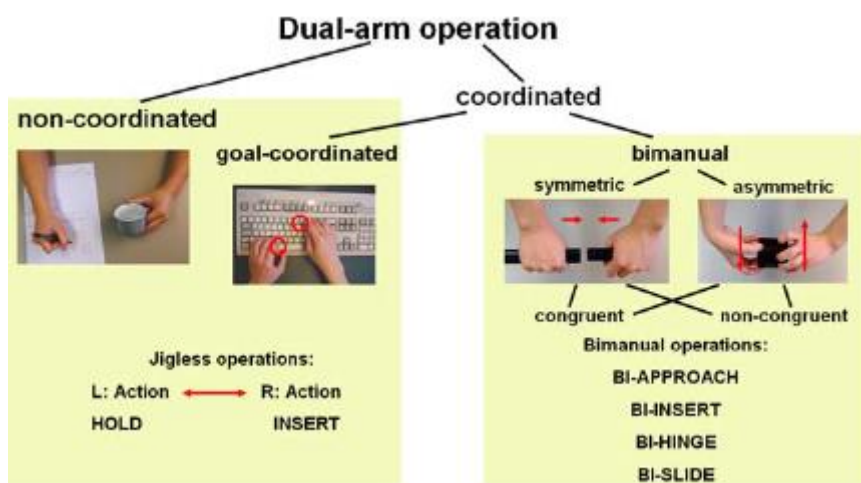 Dual-arm operation
non-coordinated
coordinated
goal-coordinated
bimanual
symmetric
asymmetric
congruent
non-congruent
Jigless operations:
L: Action R: Action
HOLD INSERT
Bimanual operations:
BI-APPROACH
BI-INSERT
BI-HINGE
BI-SLIDE